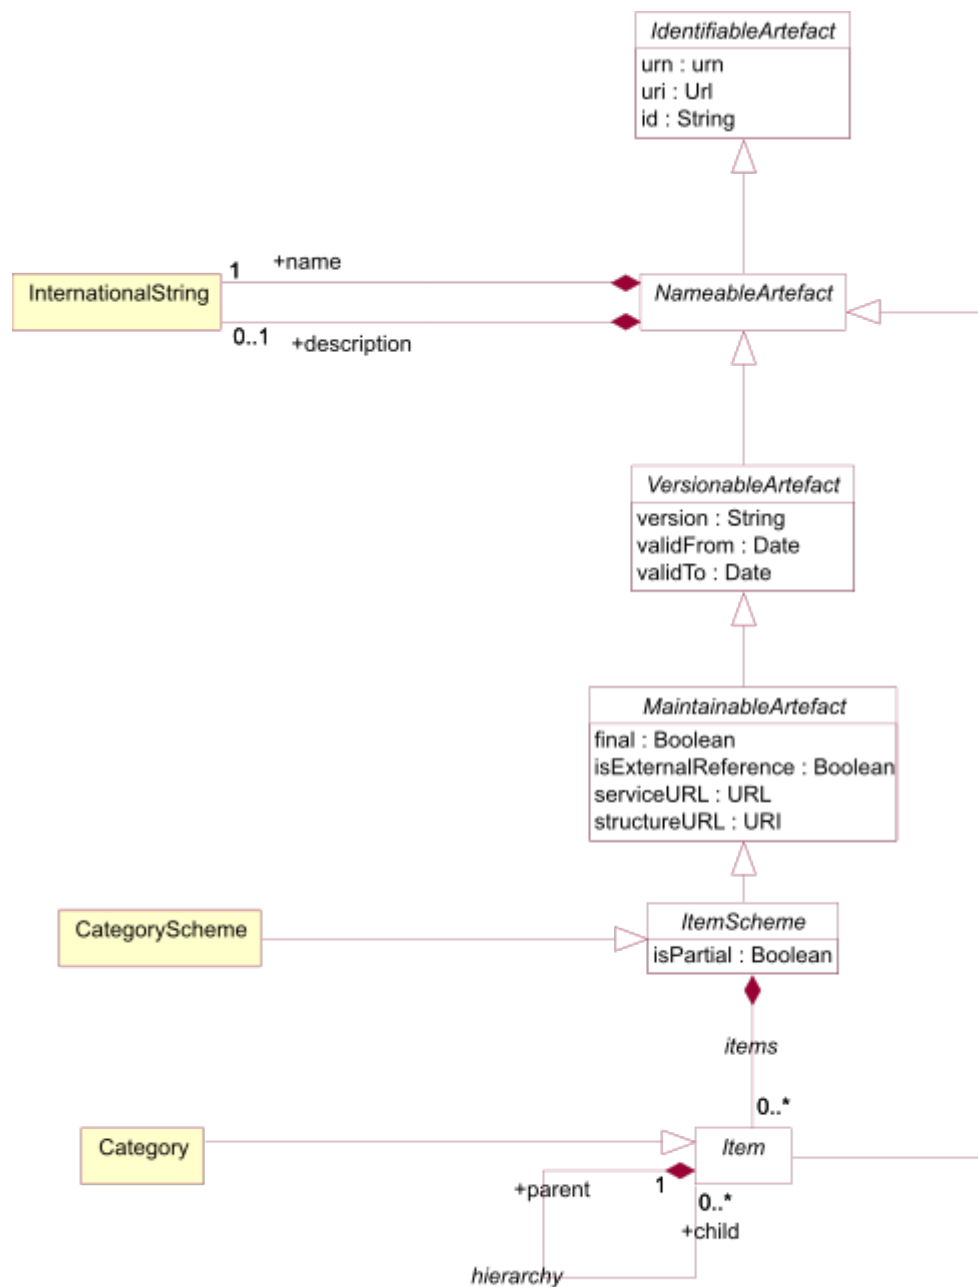 IdentifiableArtefact
urn : urn
uri : Url
id : String
1
+name
InternationalString
NameableArtefact
0..1
+description
VersionableArtefact
version : String
validFrom : Date
validTo : Date
MaintainableArtefact
final : Boolean
isExternalReference : Boolean
serviceURL : URL
structureURL : URI
CategoryScheme
ItemScheme
isPartial : Boolean
items
0..*
Category
Item
+parent
1
0..*
+child
hierarchy